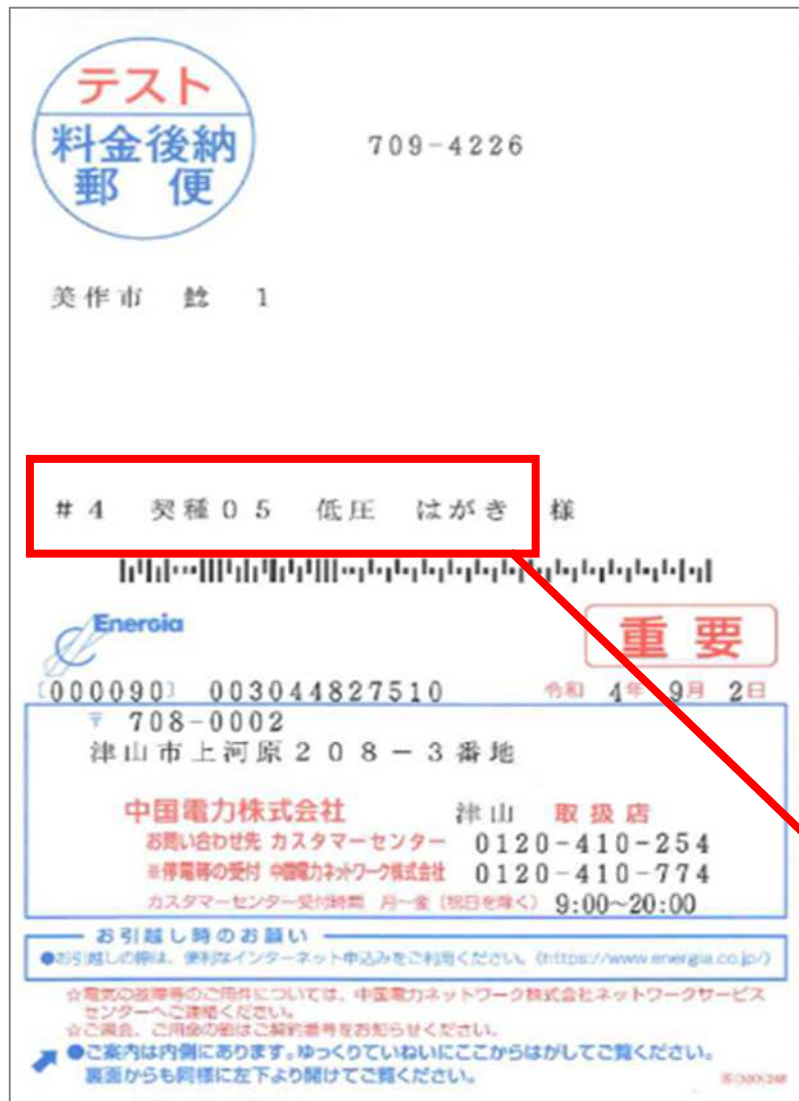 テスト
料金後納
郵 便
709-4226
美作市 鯰 1
#4 契種05 低圧 はがき 様
Energia
重要
(000090) 003044827510 令和 4年 9月 2日
〒 708-0002
津山市上河原208-3番地
中国電力株式会社 津山 取扱店
お問い合わせ先 カスタマーセンター 0120-410-254
※停電等の受付 中国電力ネットワーク株式会社 0120-410-774
カスタマーセンター受付時間 月~金(祝日を除く) 9:00~20:00
お引越し時のお願い
●お引越しの際は、便利なインターネット申込みをご利用ください。(https://www.energia.co.jp/)
☆電気の故障等のご用件については、中国電力ネットワーク株式会社ネットワークサービス
センターへご連絡ください。
☆ご照会、ご用命の節はご契約番号をお知らせください。
●ご案内は内側にあります。ゆっくりていねいにここからはがしてご覧ください。
裏面からも同様に左下より開けてご覧ください。